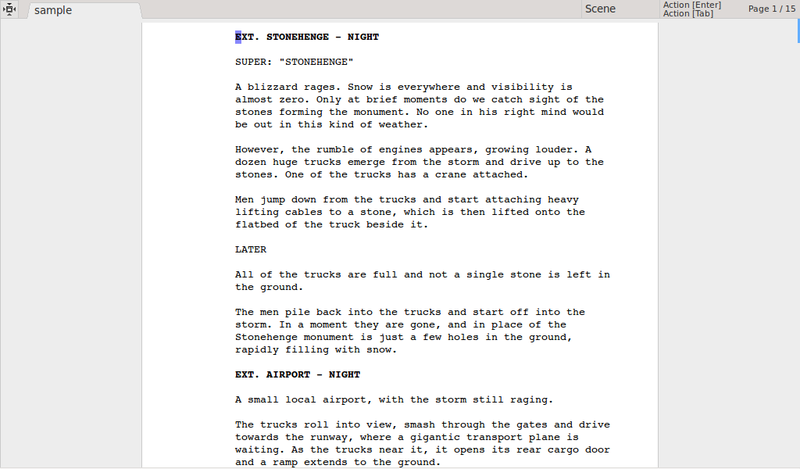 sample
Scene
Action [Enter]
Action [Tab]
Page 1 / 15
EXT. STONEHENGE - NIGHT
SUPER: "STONEHENGE"
A blizzard rages. Snow is everywhere and visibility is
almost zero. Only at brief moments do we catch sight of the
stones forming the monument. No one in his right mind would
be out in this kind of weather.
However, the rumble of engines appears, growing louder. A
dozen huge trucks emerge from the storm and drive up to the
stones. One of the trucks has a crane attached.
Men jump down from the trucks and start attaching heavy
lifting cables to a stone, which is then lifted onto the
flatbed of the truck beside it.
LATER
All of the trucks are full and not a single stone is left in
the ground.
The men pile back into the trucks and start off into the
storm. In a moment they are gone, and in place of the
Stonehenge monument is just a few holes in the ground,
rapidly filling with snow.
EXT. AIRPORT - NIGHT
A small local airport, with the storm still raging.
The trucks roll into view, smash through the gates and drive
towards the runway, where a gigantic transport plane is
waiting. As the trucks near it, it opens its rear cargo door
and a ramp extends to the ground.